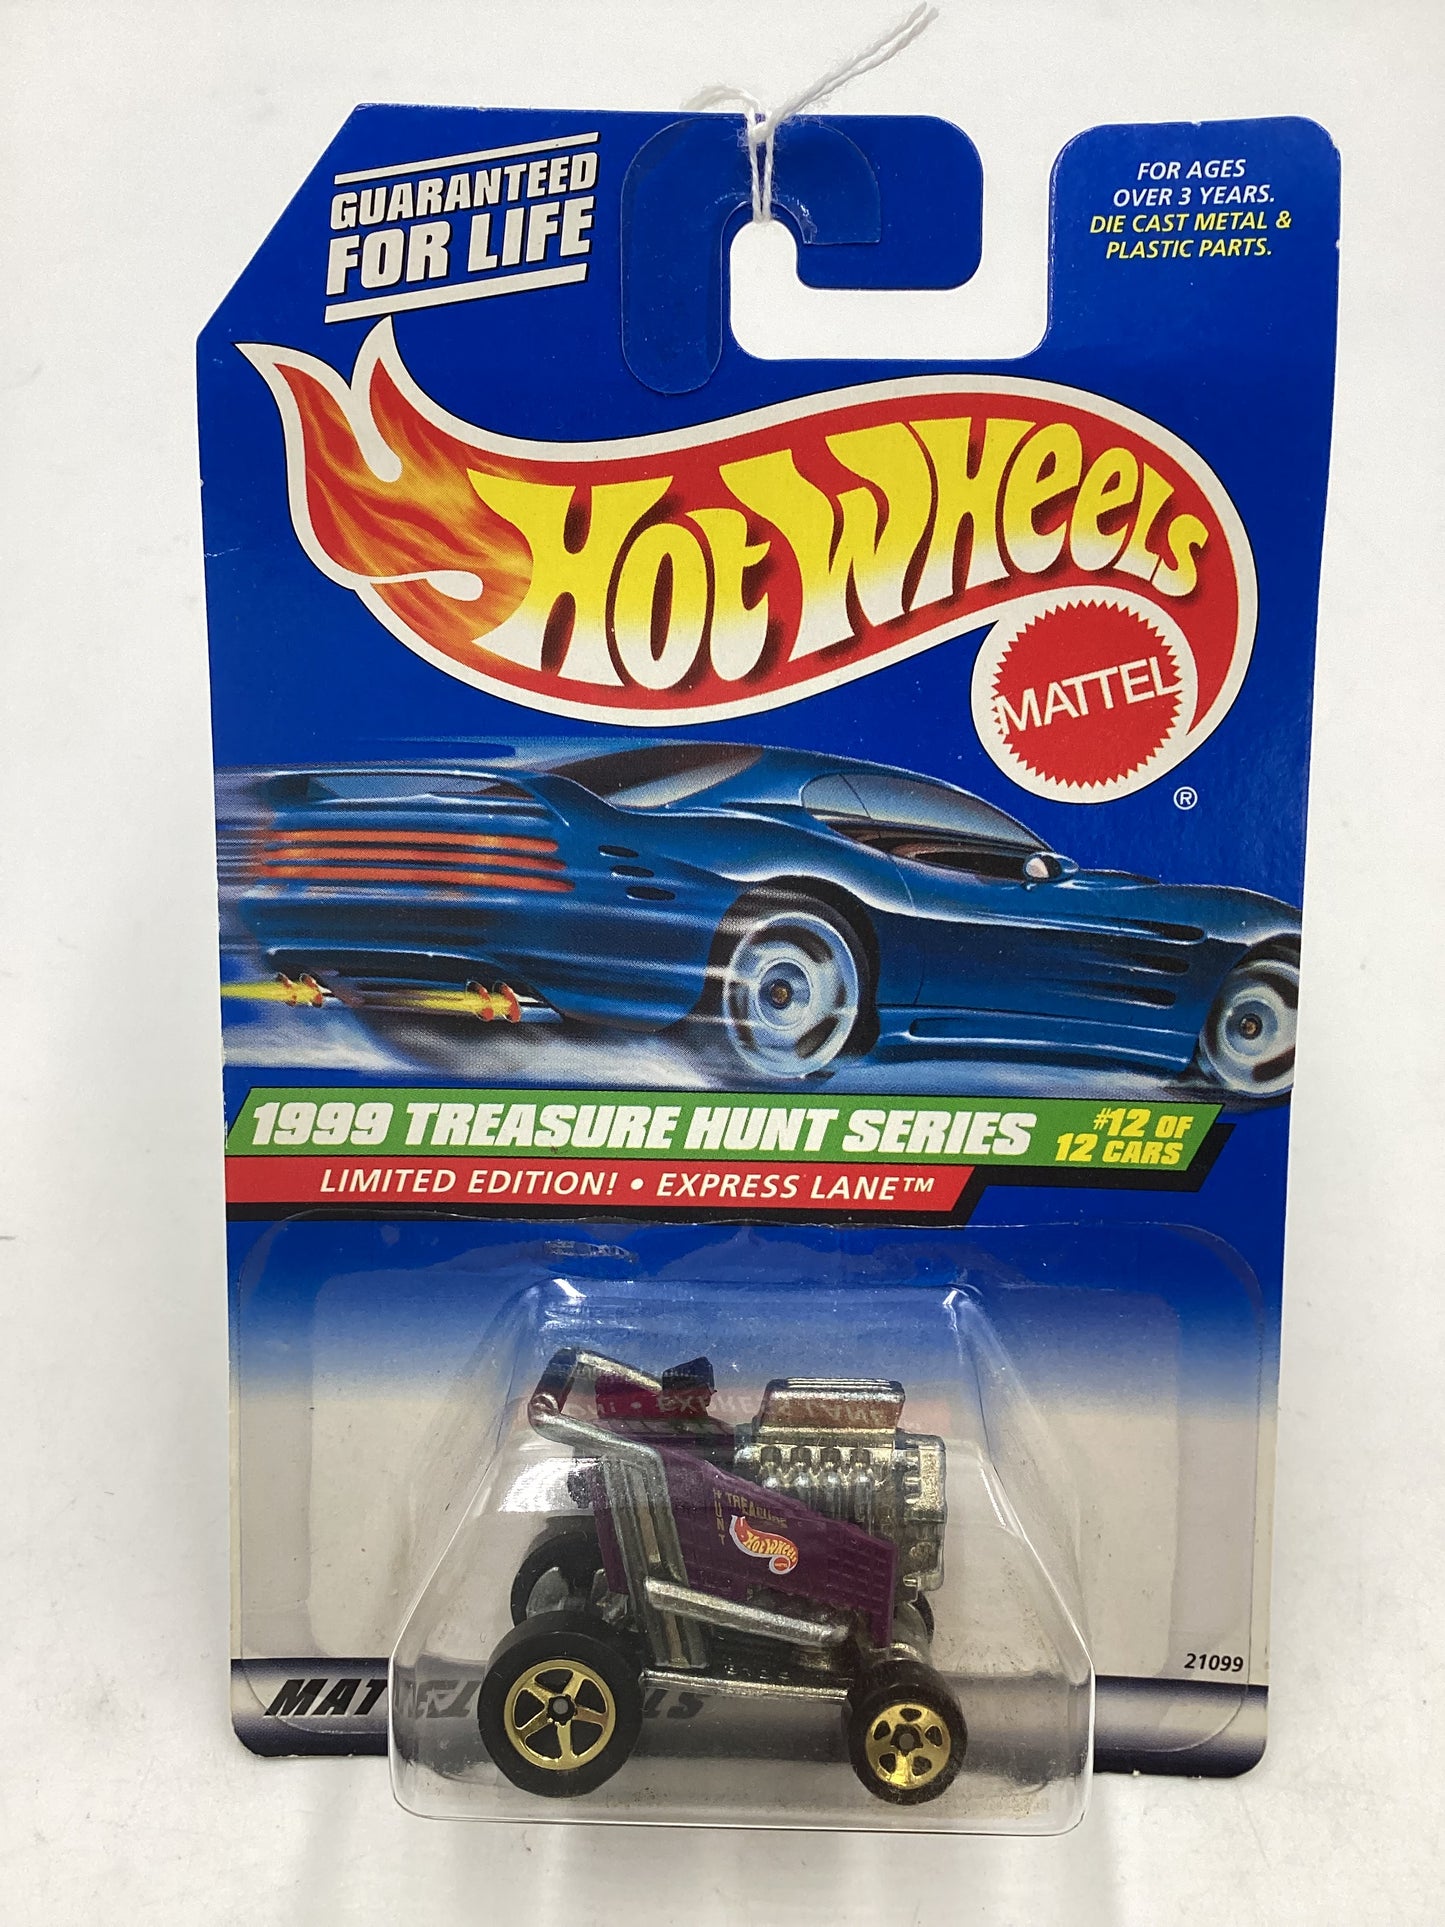 GUARANTEED
FOR LIFE
FOR AGES
OVER 3 YEARS.
DIE CAST METAL &
PLASTIC PARTS.
HOT WHEELS
MATTEL
®
1999 TREASURE HUNT SERIES
#12 OF
12 CARS
LIMITED EDITION! • EXPRESS LANE™
TREASURE
HUNT
HOT WHEELS
21099